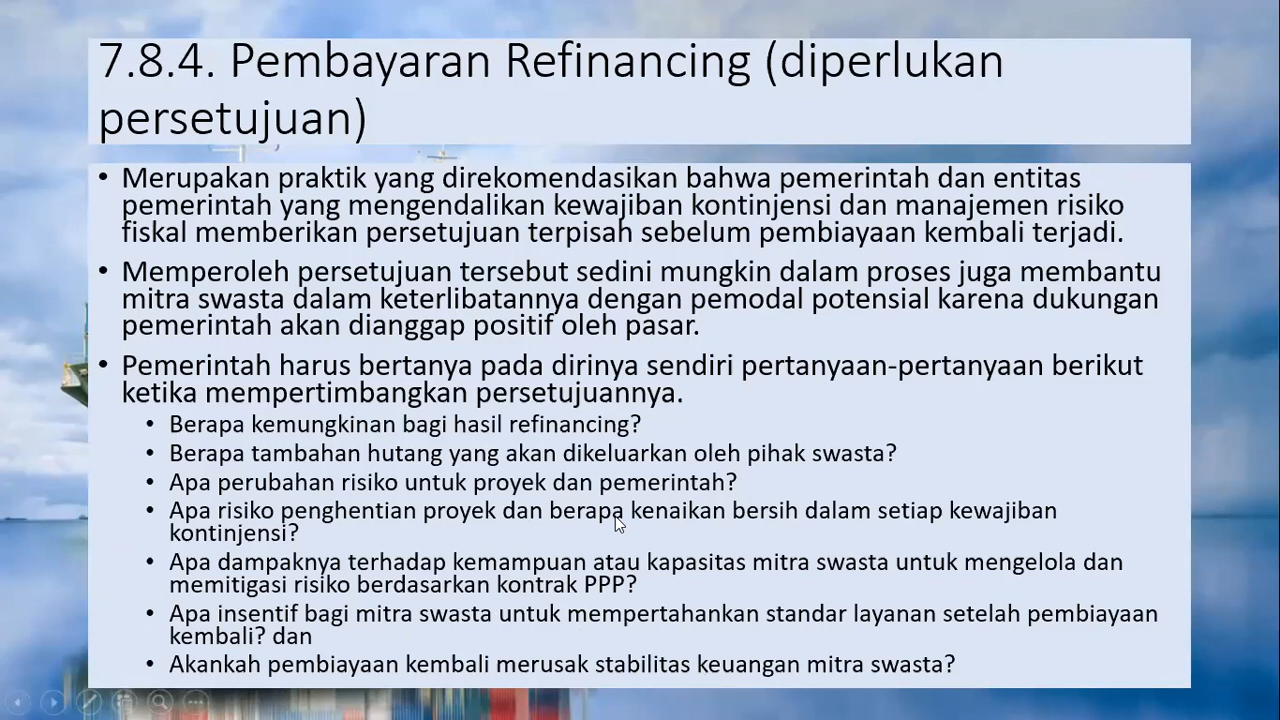 7.8.4. Pembayaran Refinancing (diperlukan
persetujuan)
• Merupakan praktik yang direkomendasikan bahwa pemerintah dan entitas
pemerintah yang mengendalikan kewajiban kontinjensi dan manajemen risiko
fiskal memberikan persetujuan terpisah sebelum pembiayaan kembali terjadi.
• Memperoleh persetujuan tersebut sedini mungkin dalam proses juga membantu
mitra swasta dalam keterlibatannya dengan pemodal potensial karena dukungan
pemerintah akan dianggap positif oleh pasar.
• Pemerintah harus bertanya pada dirinya sendiri pertanyaan-pertanyaan berikut
ketika mempertimbangkan persetujuannya.
• Berapa kemungkinan bagi hasil refinancing?
• Berapa tambahan hutang yang akan dikeluarkan oleh pihak swasta?
• Apa perubahan risiko untuk proyek dan pemerintah?
• Apa risiko penghentian proyek dan berapa kenaikan bersih dalam setiap kewajiban
kontinjensi?
• Apa dampaknya terhadap kemampuan atau kapasitas mitra swasta untuk mengelola dan
memitigasi risiko berdasarkan kontrak PPP?
• Apa insentif bagi mitra swasta untuk mempertahankan standar layanan setelah pembiayaan
kembali? dan
• Akankah pembiayaan kembali merusak stabilitas keuangan mitra swasta?